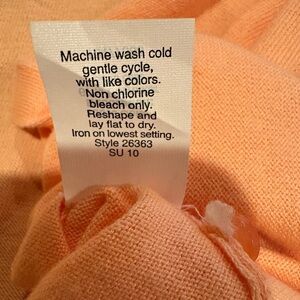 Machine wash cold
gentle cycle,
with like colors.
Non chlorine
bleach only.
Reshape and
lay flat to dry.
Iron on lowest setting.
Style 26363
SU 10